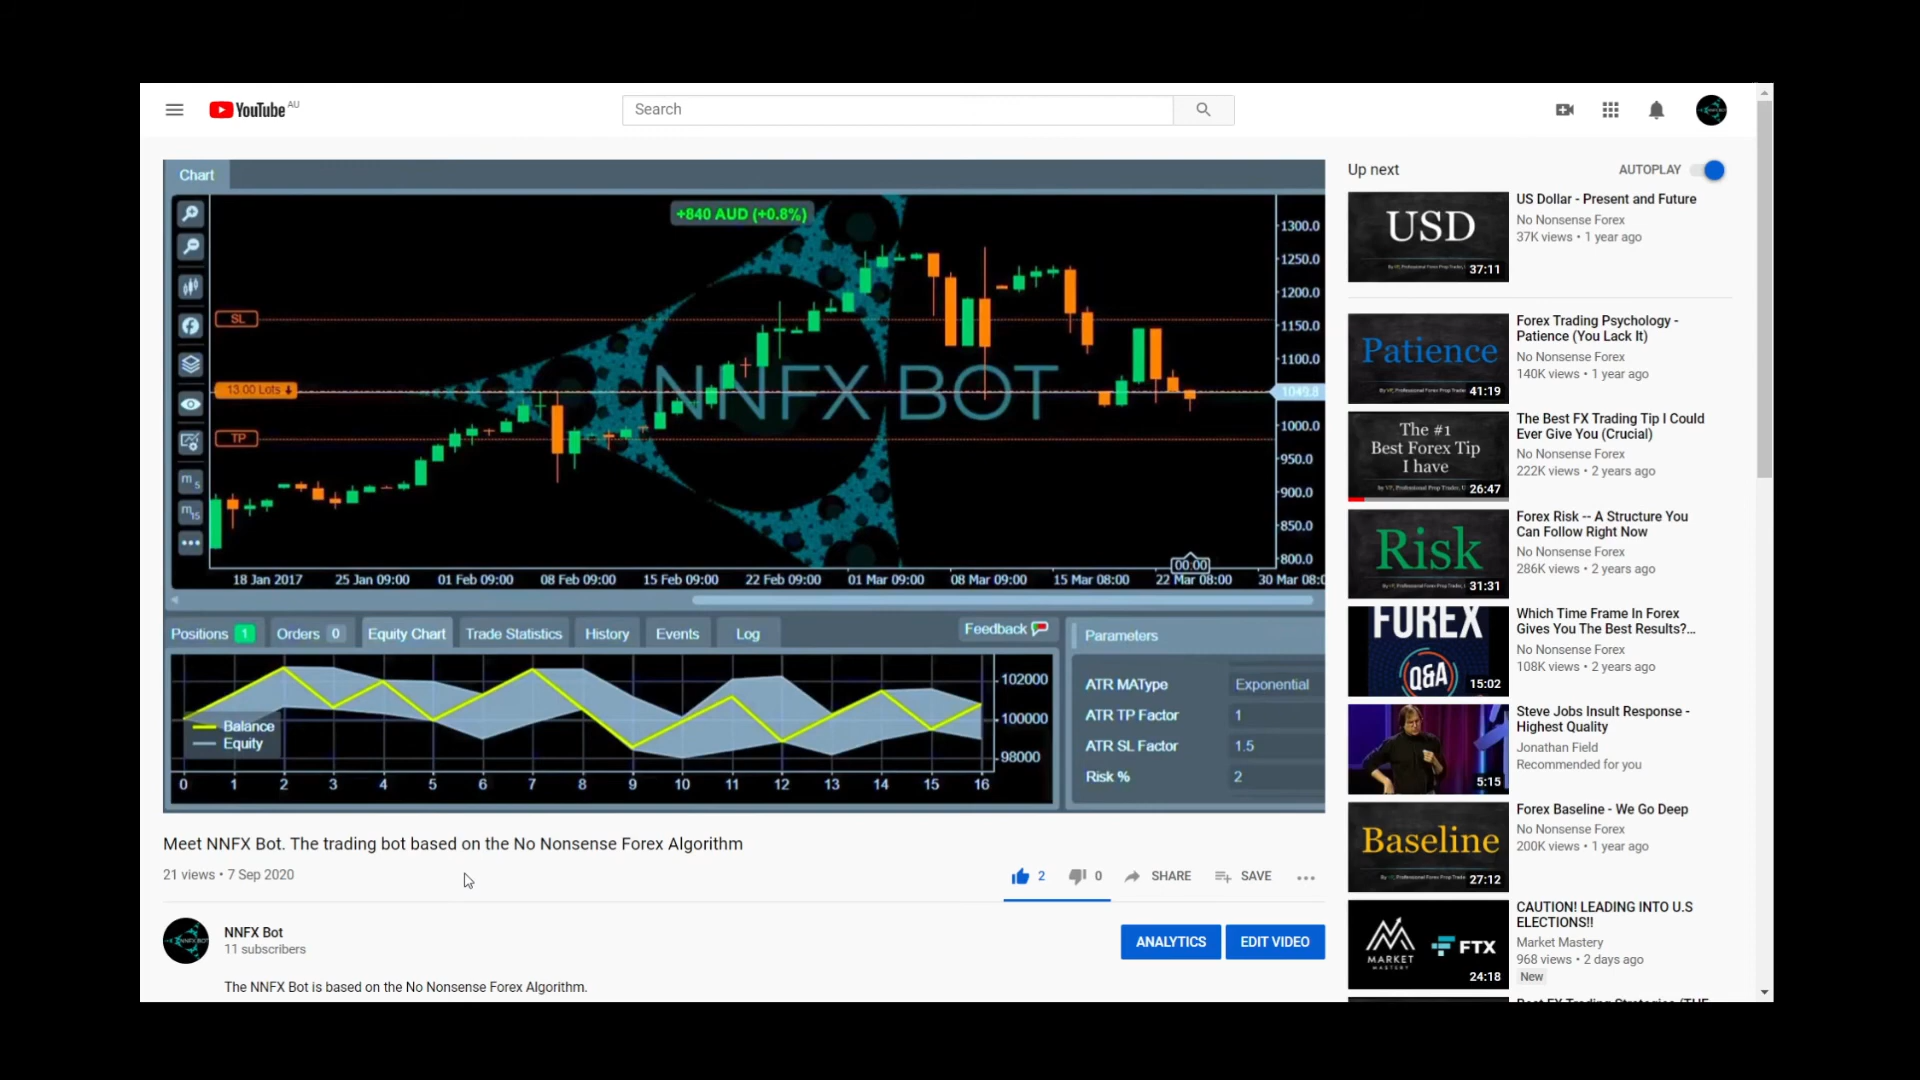 YouTube AU
Search
Chart
+840 AUD (+0.8%)
1300.0
1250.0
1200.0
1150.0
1100.0
1049.8
1000.0
950.0
900.0
850.0
800.0
SL
13.00 Lots
TP
NNFX BOT
m5
m15
00:00
18 Jan 2017
25 Jan 09:00
01 Feb 09:00
08 Feb 09:00
15 Feb 09:00
22 Feb 09:00
01 Mar 09:00
08 Mar 09:00
15 Mar 08:00
22 Mar 08:00
30 Mar 08:0
Positions 1
Orders 0
Equity Chart
Trade Statistics
History
Events
Log
Feedback
Balance
Equity
102000
100000
98000
0 1 2 3 4 5 6 7 8 9 10 11 12 13 14 15 16
Parameters
ATR MAType Exponential
ATR TP Factor 1
ATR SL Factor 1.5
Risk % 2
Meet NNFX Bot. The trading bot based on the No Nonsense Forex Algorithm
21 views • 7 Sep 2020
2
0
SHARE
SAVE
NNFX Bot
11 subscribers
ANALYTICS
EDIT VIDEO
The NNFX Bot is based on the No Nonsense Forex Algorithm.
Up next
AUTOPLAY
USD
37:11
US Dollar - Present and Future
No Nonsense Forex
37K views • 1 year ago
Patience
41:19
Forex Trading Psychology -
Patience (You Lack It)
No Nonsense Forex
140K views • 1 year ago
The #1
Best Forex Tip
I have
26:47
The Best FX Trading Tip I Could
Ever Give You (Crucial)
No Nonsense Forex
222K views • 2 years ago
Risk
31:31
Forex Risk -- A Structure You
Can Follow Right Now
No Nonsense Forex
286K views • 2 years ago
FOREX
Q&A
15:02
Which Time Frame In Forex
Gives You The Best Results?...
No Nonsense Forex
108K views • 2 years ago
5:15
Steve Jobs Insult Response -
Highest Quality
Jonathan Field
Recommended for you
Baseline
27:12
Forex Baseline - We Go Deep
No Nonsense Forex
200K views • 1 year ago
MARKET
MASTERY
FTX
24:18
CAUTION! LEADING INTO U.S
ELECTIONS!!
Market Mastery
968 views • 2 days ago
New